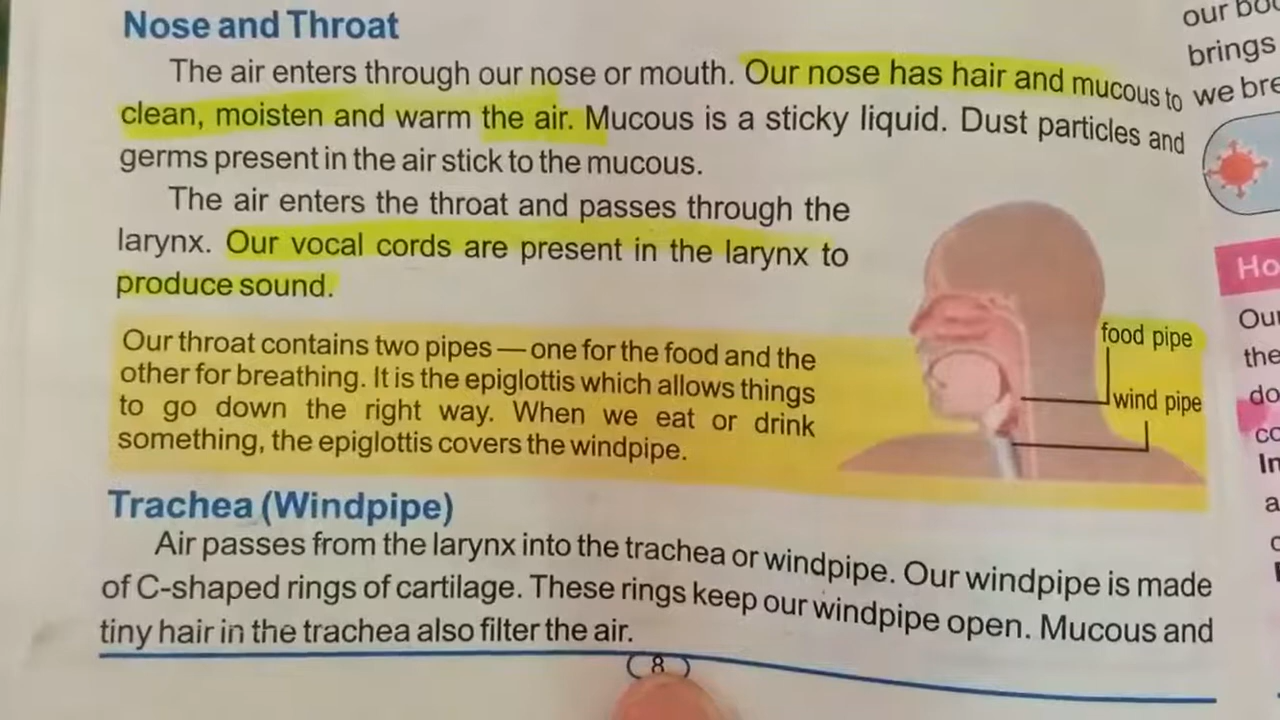 Nose and Throat
The air enters through our nose or mouth. Our nose has hair and mucous to
clean, moisten and warm the air. Mucous is a sticky liquid. Dust particles and
germs present in the air stick to the mucous.
The air enters the throat and passes through the
larynx. Our vocal cords are present in the larynx to
produce sound.
Our throat contains two pipes — one for the food and the
other for breathing. It is the epiglottis which allows things
to go down the right way. When we eat or drink
something, the epiglottis covers the windpipe.
food pipe
wind pipe
Trachea (Windpipe)
Air passes from the larynx into the trachea or windpipe. Our windpipe is made
of C-shaped rings of cartilage. These rings keep our windpipe open. Mucous and
tiny hair in the trachea also filter the air.
8
our
brings
we
Ho
the